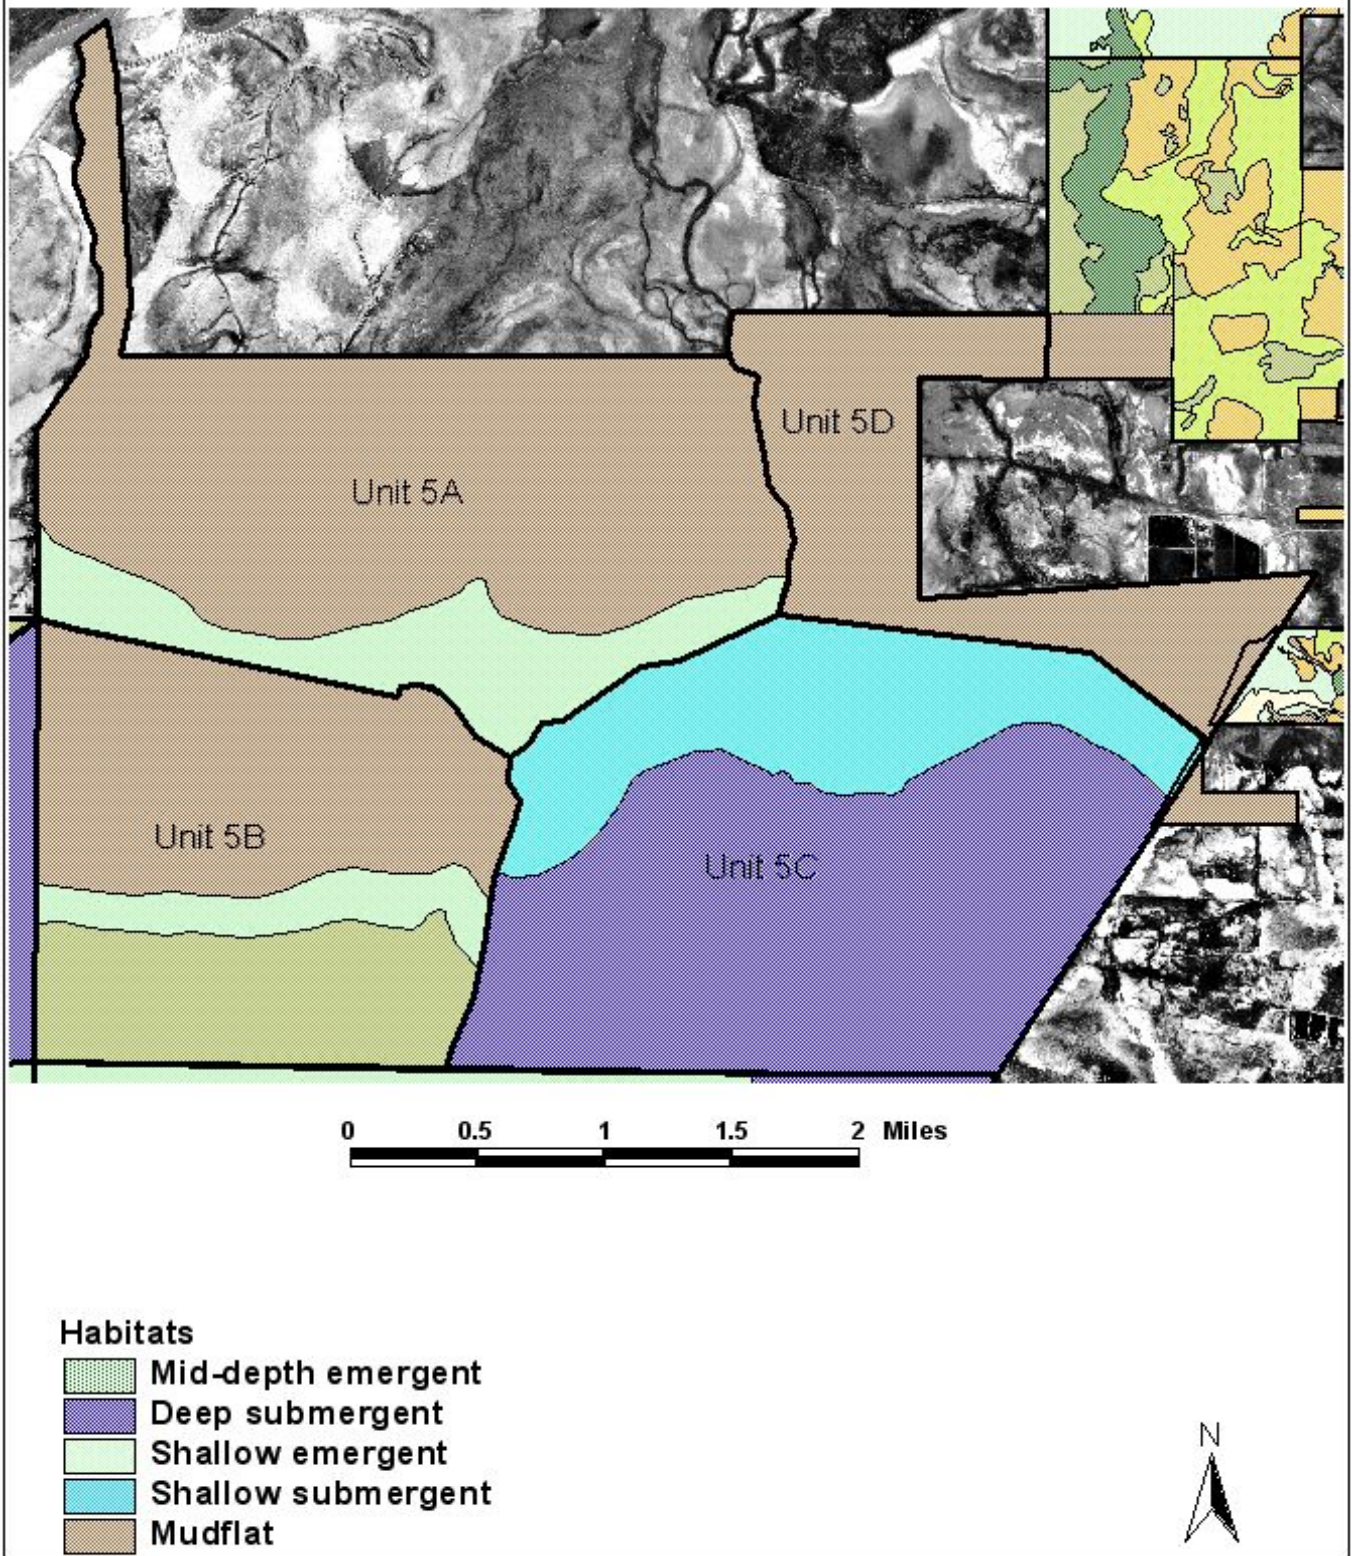 Unit 5D
Unit 5A
Unit 5B
Unit 5C
0 0.5 1 1.5 2 Miles
Habitats
Mid-depth emergent
Deep submergent
Shallow emergent
Shallow submergent
Mudflat
N